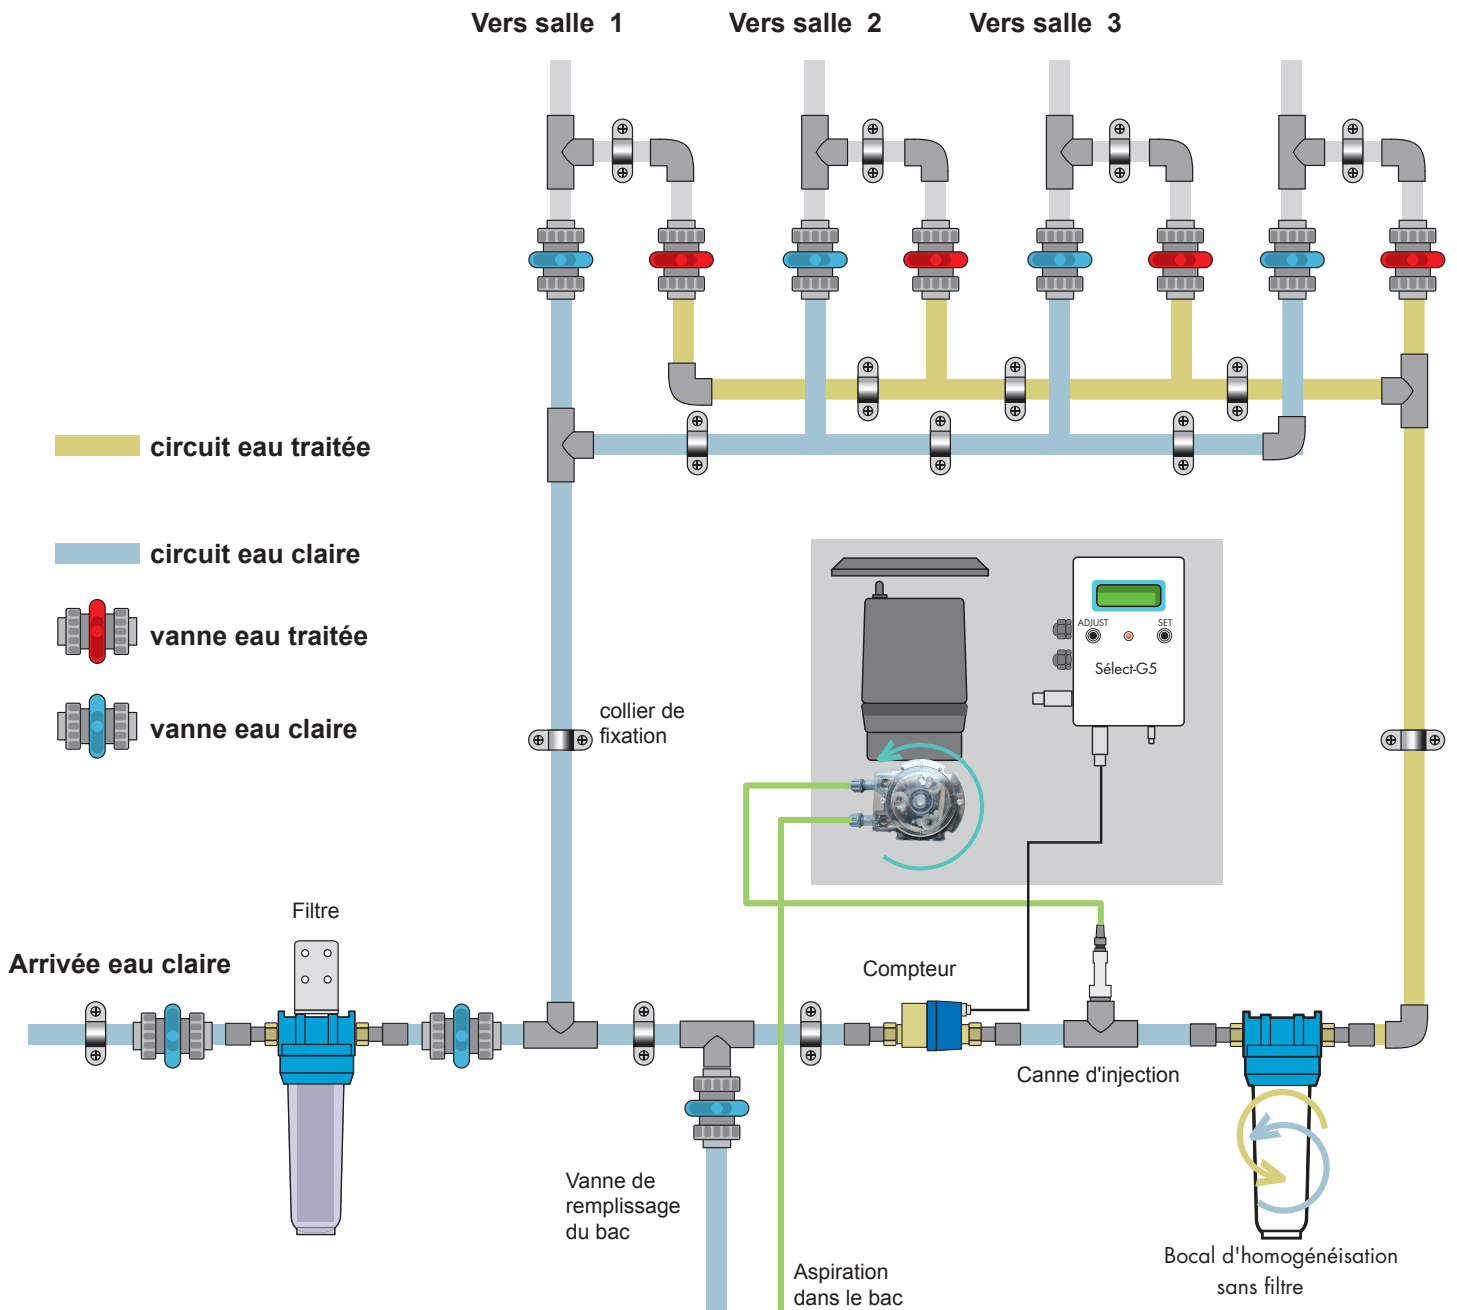 Vers salle 1
Vers salle 2
Vers salle 3
circuit eau traitée
circuit eau claire
vanne eau traitée
vanne eau claire
collier de
fixation
ADJUST
SET
Sélect-G5
Filtre
Arrivée eau claire
Compteur
Canne d'injection
Vanne de
remplissage
du bac
Aspiration
dans le bac
Bocal d'homogénéisation
sans filtre